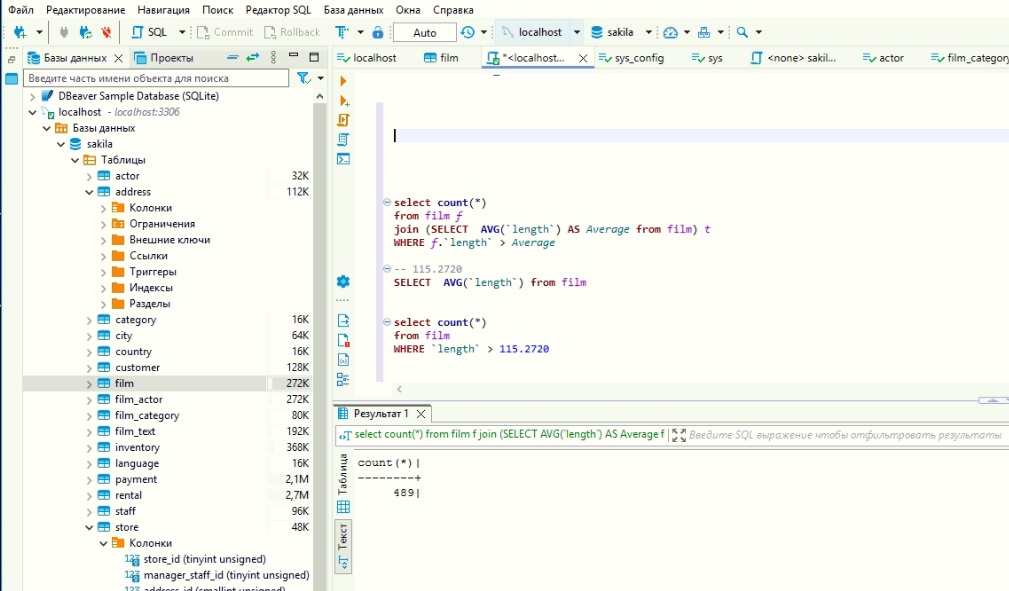 Файл Редактирование Навигация Поиск Редактор SQL База данных Окна Справка
SQL Commit Rollback Auto localhost sakila
Базы данных Проекты
Введите часть имени объекта для поиска
DBeaver Sample Database (SQLite)
localhost - localhost:3306
Базы данных
sakila
Таблицы
actor 32K
address 112K
Колонки
Ограничения
Внешние ключи
Ссылки
Триггеры
Индексы
Разделы
category 16K
city 64K
country 16K
customer 128K
film 272K
film_actor 272K
film_category 80K
film_text 192K
inventory 368K
language 16K
payment 2,1M
rental 2,7M
staff 96K
store 48K
Колонки
store_id (tinyint unsigned)
manager_staff_id (tinyint unsigned)
address_id (smallint unsigned)
localhost film *<localhost... sys_config sys <none> sakil... actor film_category
select count(*)
from film f
join (SELECT AVG(`length`) AS Average from film) t
WHERE f.`length` > Average
-- 115.2720
SELECT AVG(`length`) from film
select count(*)
from film
WHERE `length` > 115.2720
Результат 1
select count(*) from film f join (SELECT AVG(`length`) AS Average f
Введите SQL выражение чтобы отфильтровать результаты
Таблица
Текст
count(*)|
--------+
489|